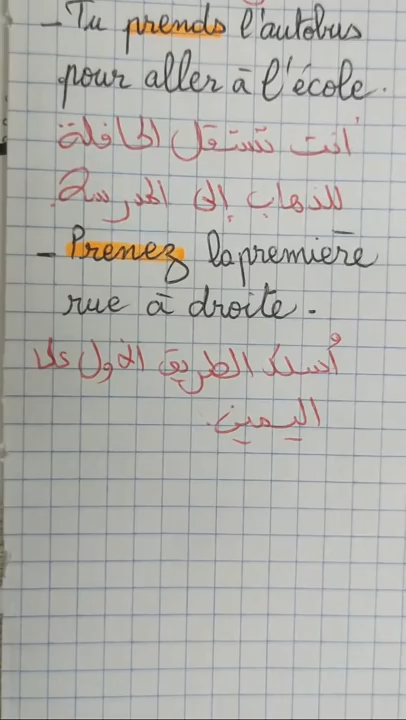 - Tu prends l'autobus
pour aller à l'école.
أنت تستقل الحافلة
للذهاب إلى المدرسة
- Prenez la première
rue à droite.
أسلك الطريق الأول على
اليمين.